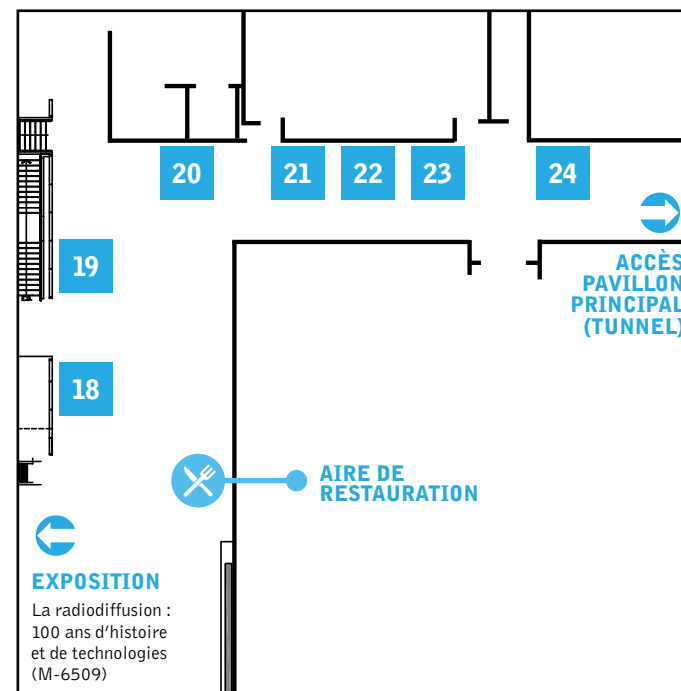 20
21
22
23
24
19
ACCÈS
PAVILLON
PRINCIPAL
(TUNNEL)
18
AIRE DE
RESTAURATION
EXPOSITION
La radiodiffusion :
100 ans d’histoire
et de technologies
(M-6509)